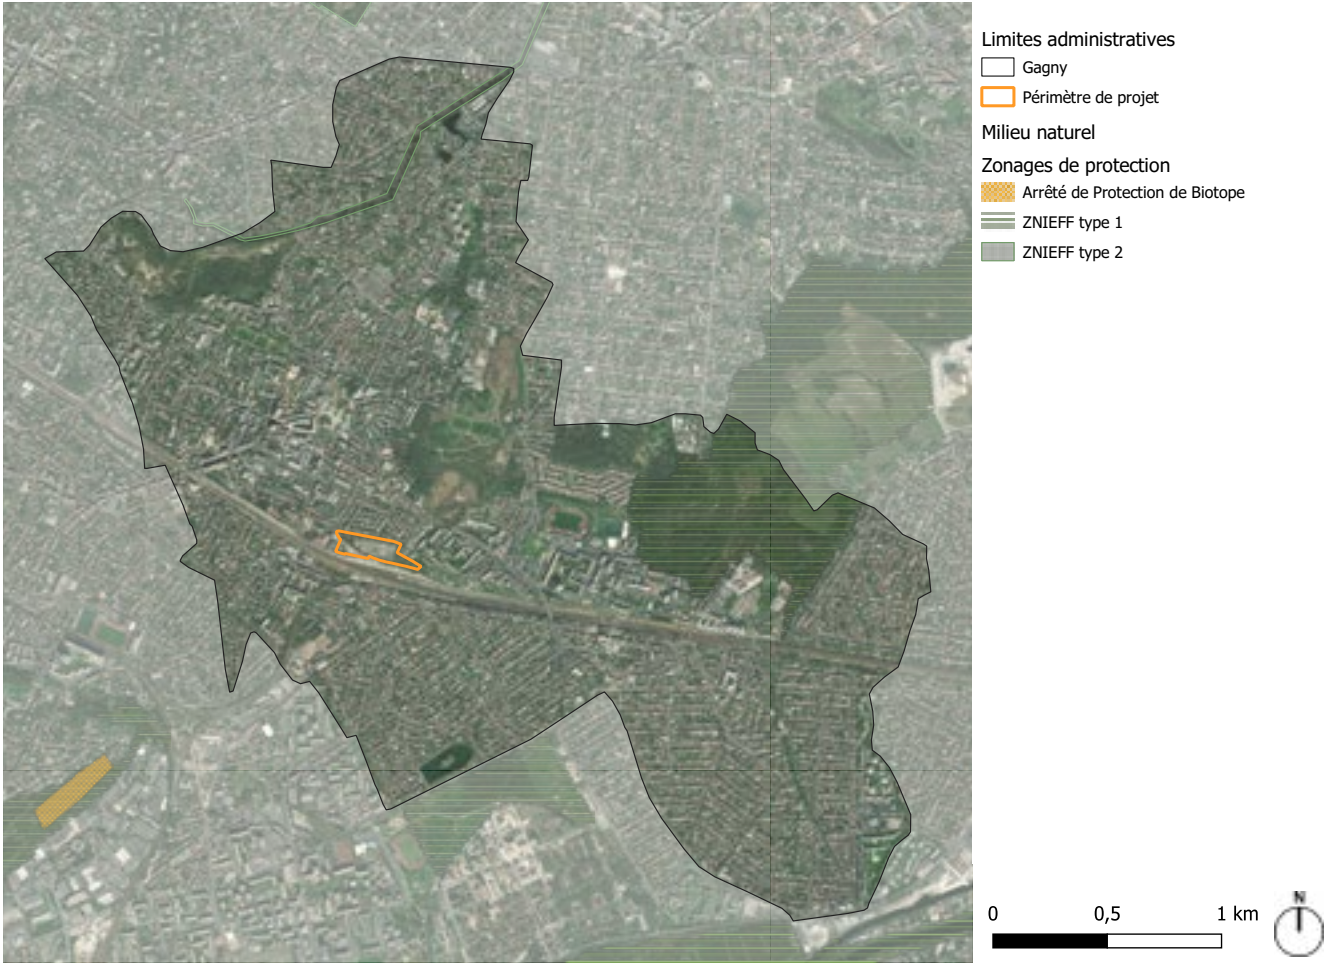 Limites administratives
Gagny
Périmètre de projet
Milieu naturel
Zonages de protection
Arrêté de Protection de Biotope
ZNIEFF type 1
ZNIEFF type 2
0 0,5 1 km
N